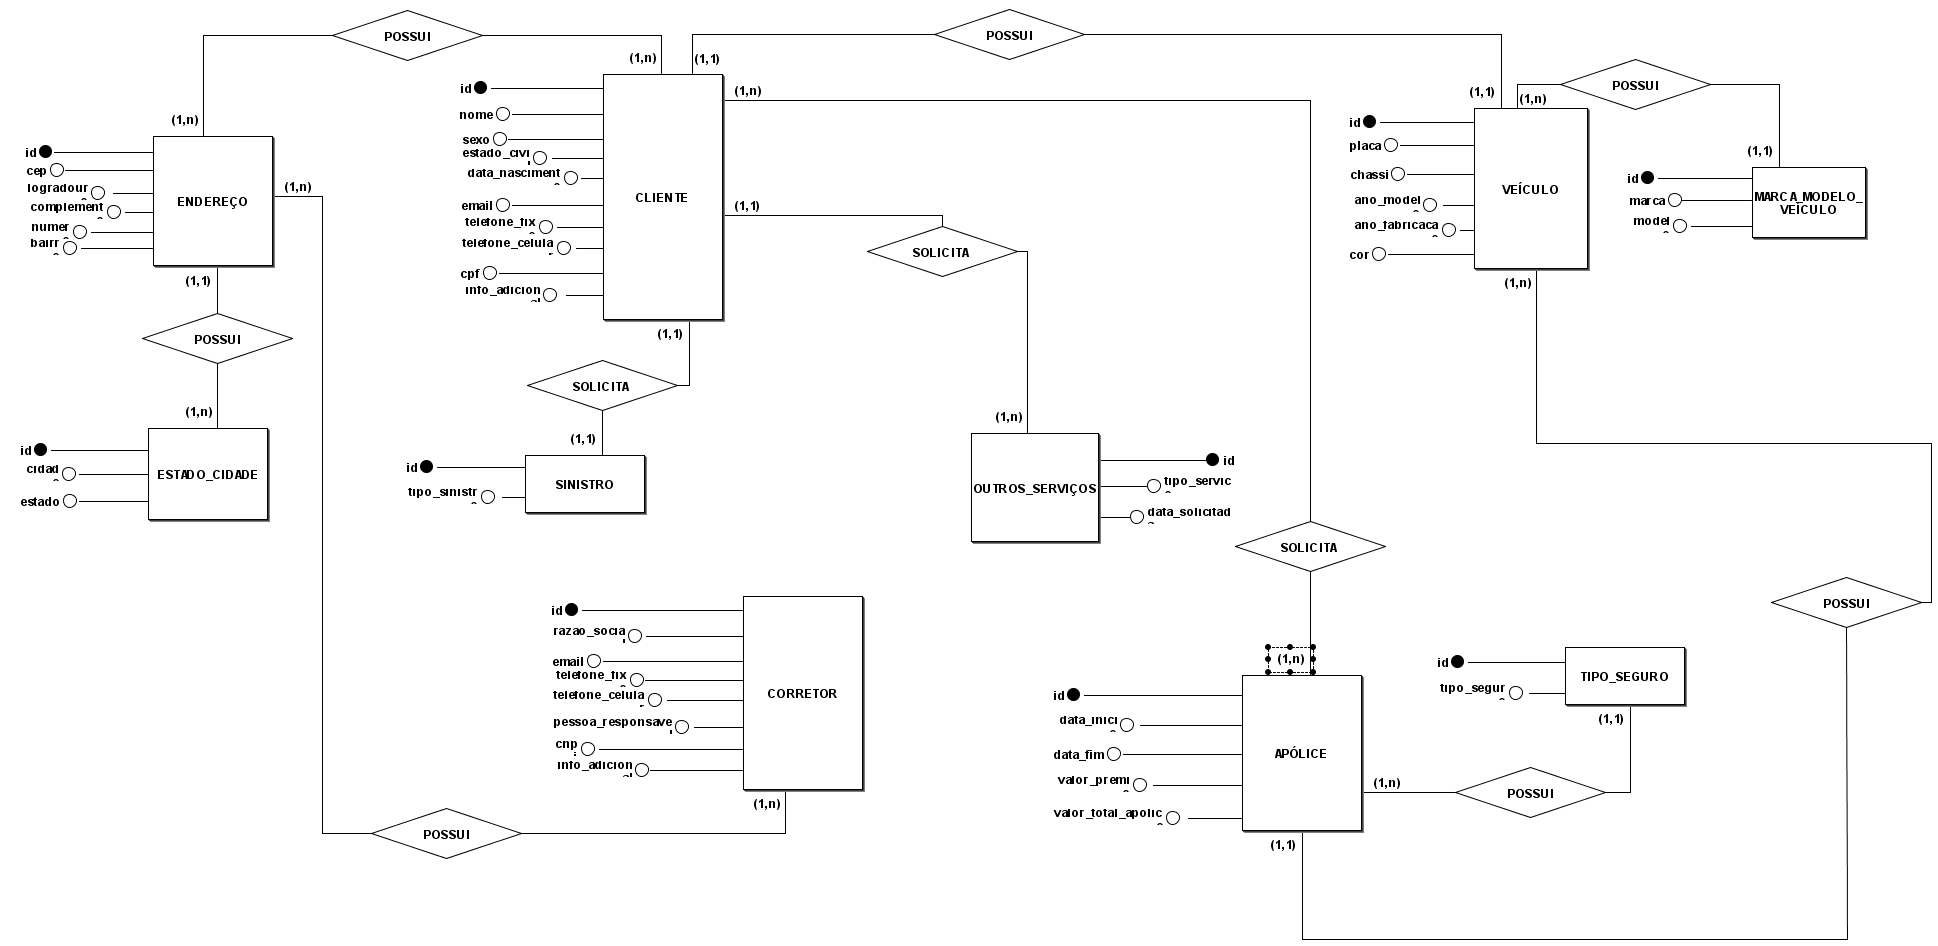 POSSUI
POSSUI
(1,n)
(1,1)
POSSUI
(1,n)
(1,1)
(1,n)
(1,n)
(1,1)
id
nome
sexo
estado_civi
l
data_nasciment
email
telefone_fix
telefone_celula
r
cpf
info_adicion
al
CLIENTE
id
cep
logradour
complement
numer
bairr
ENDEREÇO
(1,n)
(1,1)
(1,1)
(1,1)
SOLICITA
id
placa
chassi
ano_model
ano_fabricaca
cor
VEÍCULO
(1,n)
id
marca
model
MARCA_MODELO_
VEÍCULO
POSSUI
(1,n)
id
cidad
estado
ESTADO_CIDADE
SOLICITA
(1,1)
id
tipo_sinistr
SINISTRO
(1,n)
OUTROS_SERVIÇOS
id
tipo_servic
data_solicitad
SOLICITA
POSSUI
id
razao_socia
l
email
telefone_fix
telefone_celula
r
pessoa_responsave
l
cnp
j
info_adicion
al
CORRETOR
(1,n)
POSSUI
(1,n)
id
data_inici
data_fim
valor_premi
valor_total_apolic
APÓLICE
id
tipo_segur
TIPO_SEGURO
(1,1)
(1,n)
POSSUI
(1,1)